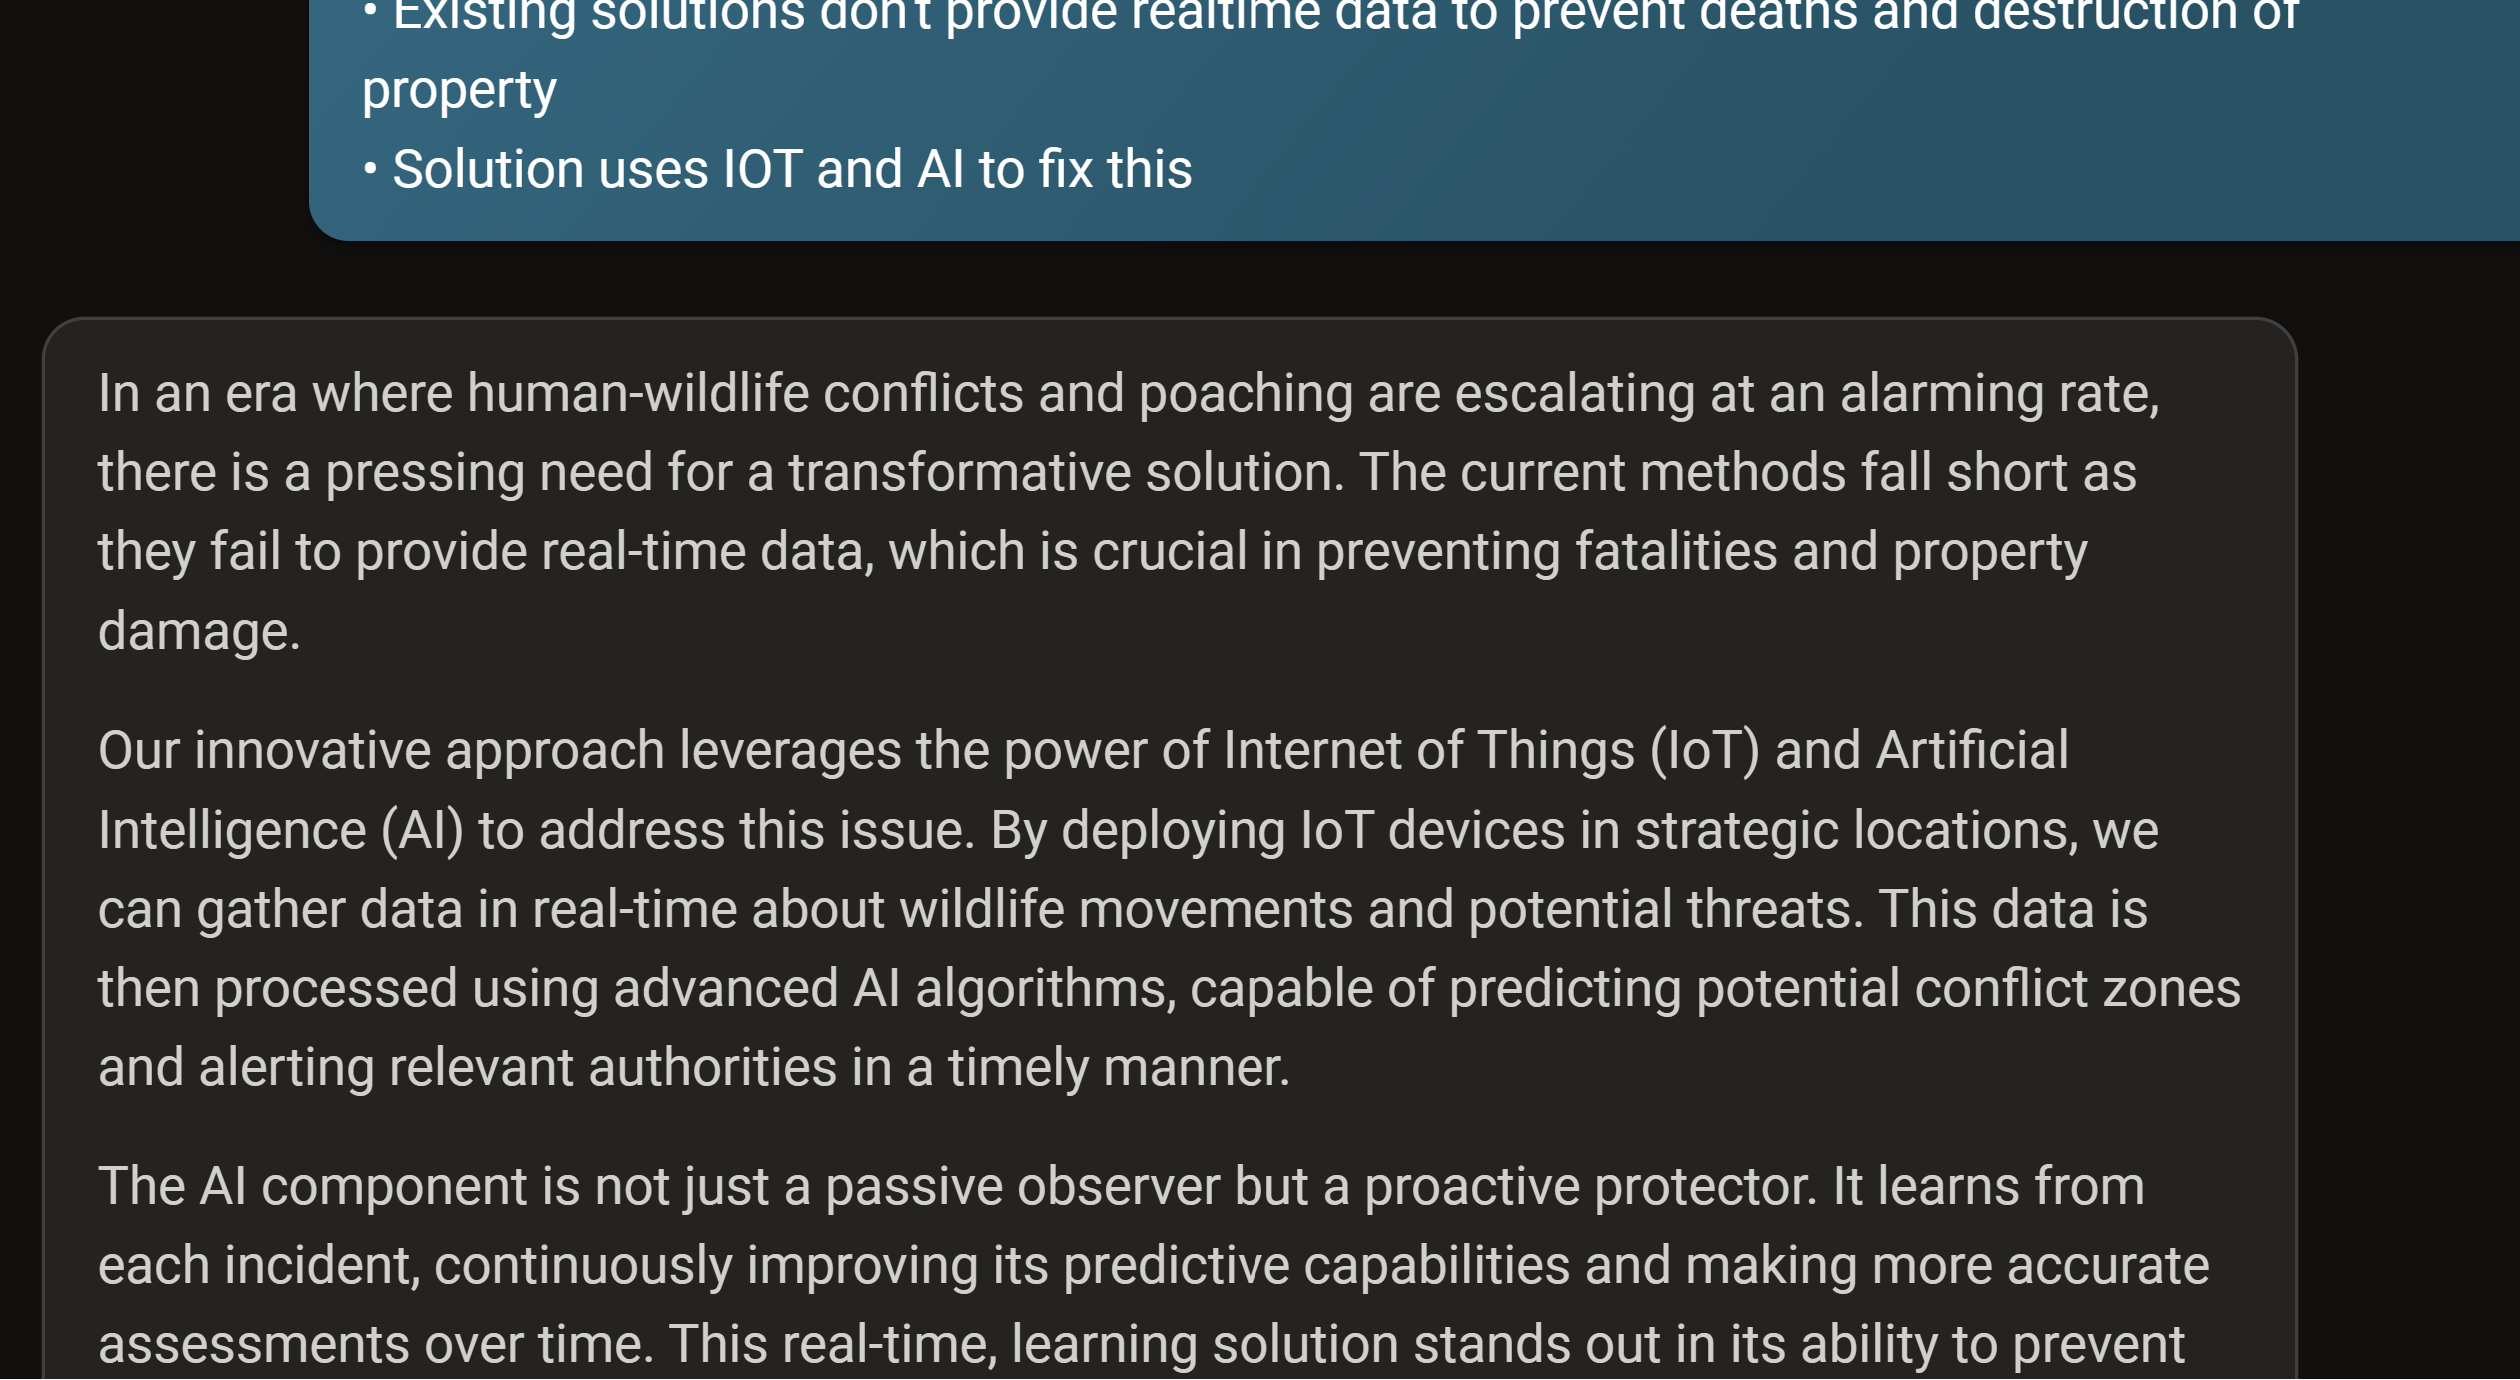 • Existing solutions don't provide realtime data to prevent deaths and destruction of
property
• Solution uses IOT and AI to fix this
In an era where human-wildlife conflicts and poaching are escalating at an alarming rate,
there is a pressing need for a transformative solution. The current methods fall short as
they fail to provide real-time data, which is crucial in preventing fatalities and property
damage.
Our innovative approach leverages the power of Internet of Things (IoT) and Artificial
Intelligence (AI) to address this issue. By deploying IoT devices in strategic locations, we
can gather data in real-time about wildlife movements and potential threats. This data is
then processed using advanced AI algorithms, capable of predicting potential conflict zones
and alerting relevant authorities in a timely manner.
The AI component is not just a passive observer but a proactive protector. It learns from
each incident, continuously improving its predictive capabilities and making more accurate
assessments over time. This real-time, learning solution stands out in its ability to prevent